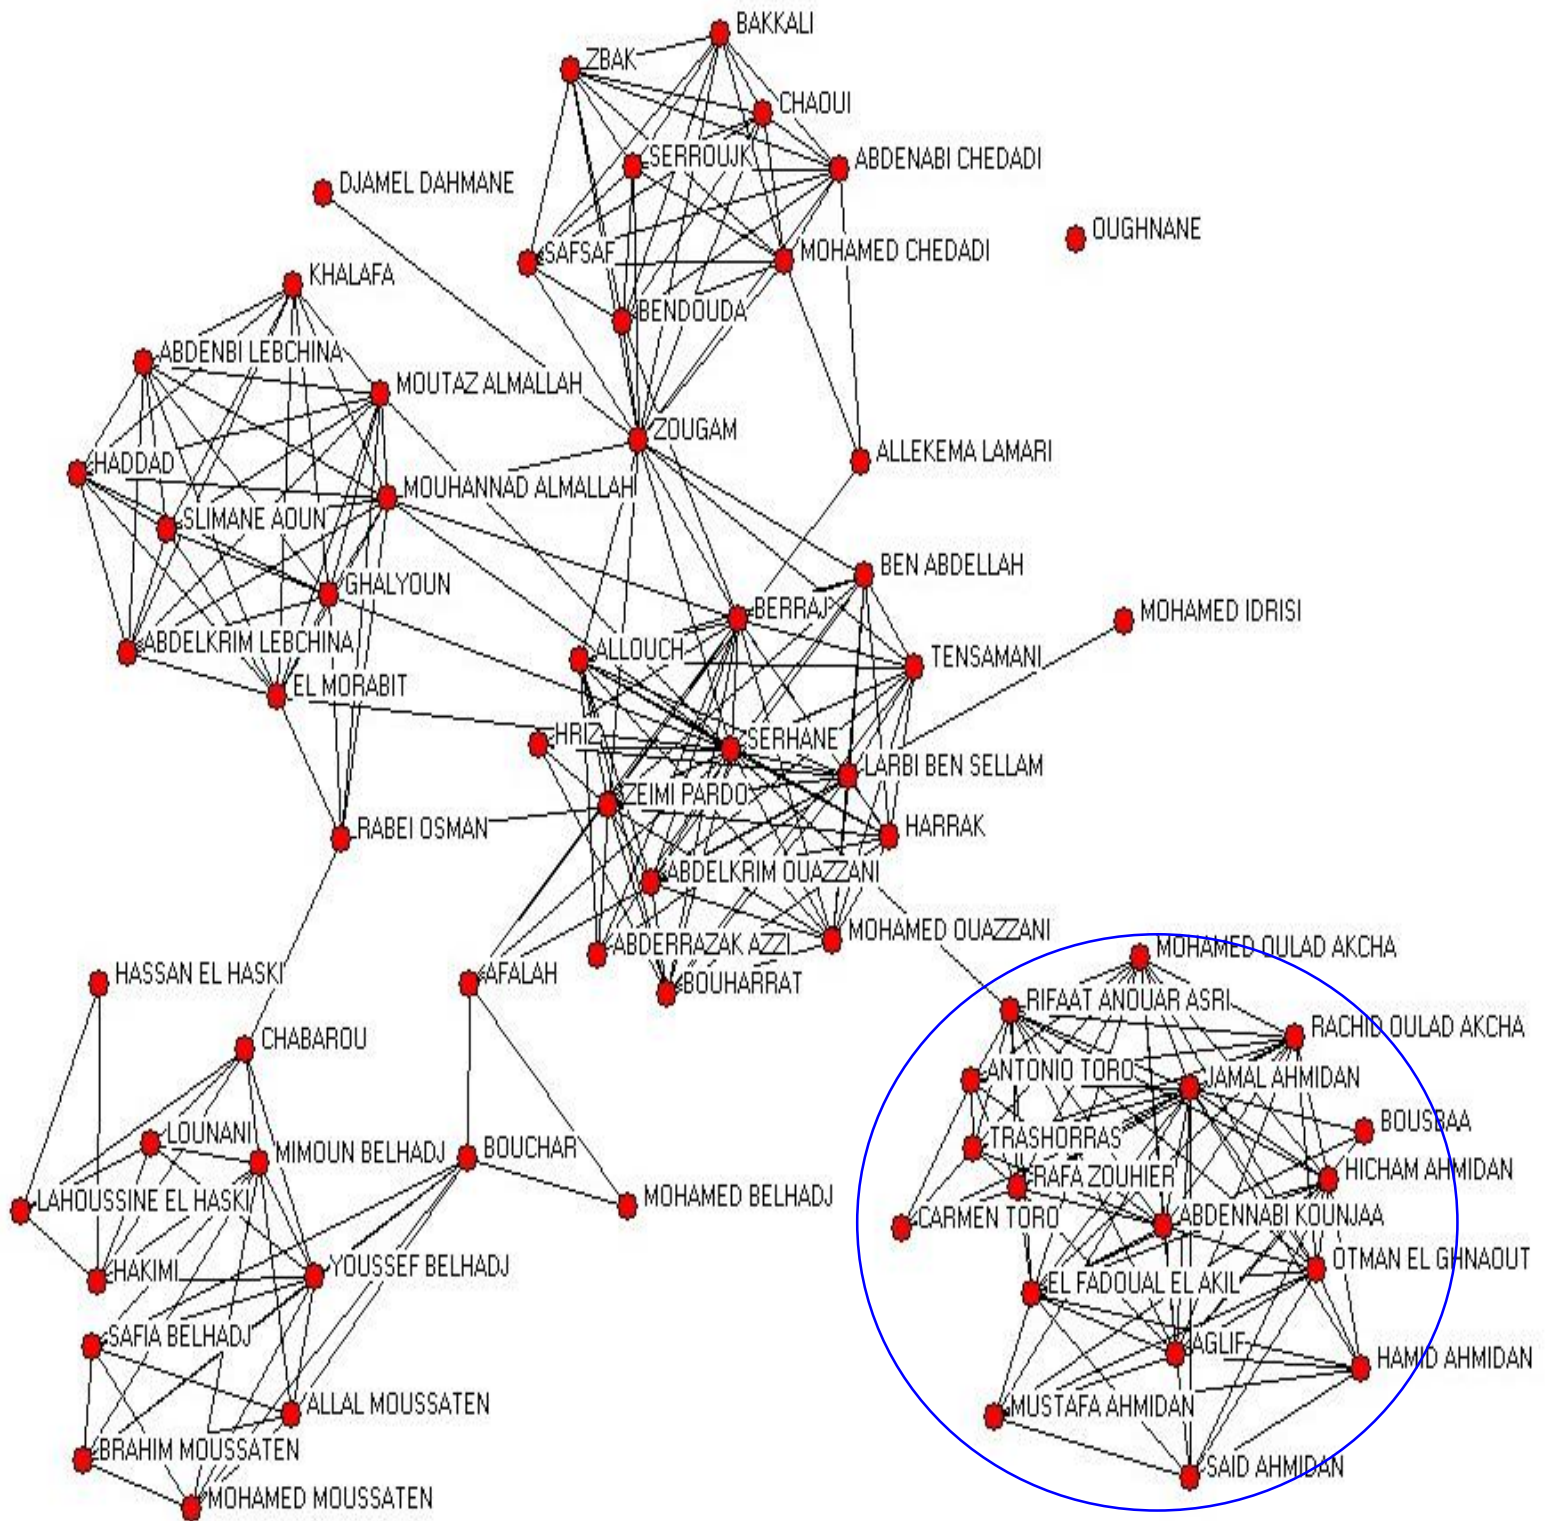 BAKKALI
ZBAK
CHAOUI
SERROUJK
ABDENABI CHEDADI
DJAMEL DAHMANE
OUGHNANE
SAFSAF
MOHAMED CHEDADI
KHALAFA
BENDOUDA
ABDENBI LEBCHINA
MOUTAZ ALMALLAH
ZOUGAM
ALLEKEMA LAMARI
HADDAD
MOUHANNAD ALMALLAH
SLIMANE AOUN
BEN ABDELLAH
GHALYOUN
BERRAJ
MOHAMED IDRISI
ABDELKRIM LEBCHINA
ALLOUCH
TENSAMANI
EL MORABIT
HRIZ
SERHANE
LARBI BEN SELLAM
ZEIMI PARDO
RABEI OSMAN
HARRAK
ABDELKRIM OUAZZANI
MOHAMED OUAZZANI
ABDERRAZAK AZZI
MOHAMED OULAD AKCHA
HASSAN EL HASKI
AFALAH
BOUHARRAT
RIFAAT ANOUAR ASRI
RACHID OULAD AKCHA
CHABAROU
ANTONIO TORO
JAMAL AHMIDAN
BOUSBAA
LOUNANI
MIMOUN BELHADJ
BOUCHAR
TRASHORRAS
RAFA ZOUHIER
HICHAM AHMIDAN
LAHOUSSINE EL HASKI
MOHAMED BELHADJ
CARMEN TORO
ABDENNABI KOUNJAA
HAKIMI
YOUSSEF BELHADJ
OTMAN EL GHNAOUT
EL FADOUAL EL AKIL
SAFIA BELHADJ
AGLIF
HAMID AHMIDAN
ALLAL MOUSSATEN
MUSTAFA AHMIDAN
BRAHIM MOUSSATEN
SAID AHMIDAN
MOHAMED MOUSSATEN